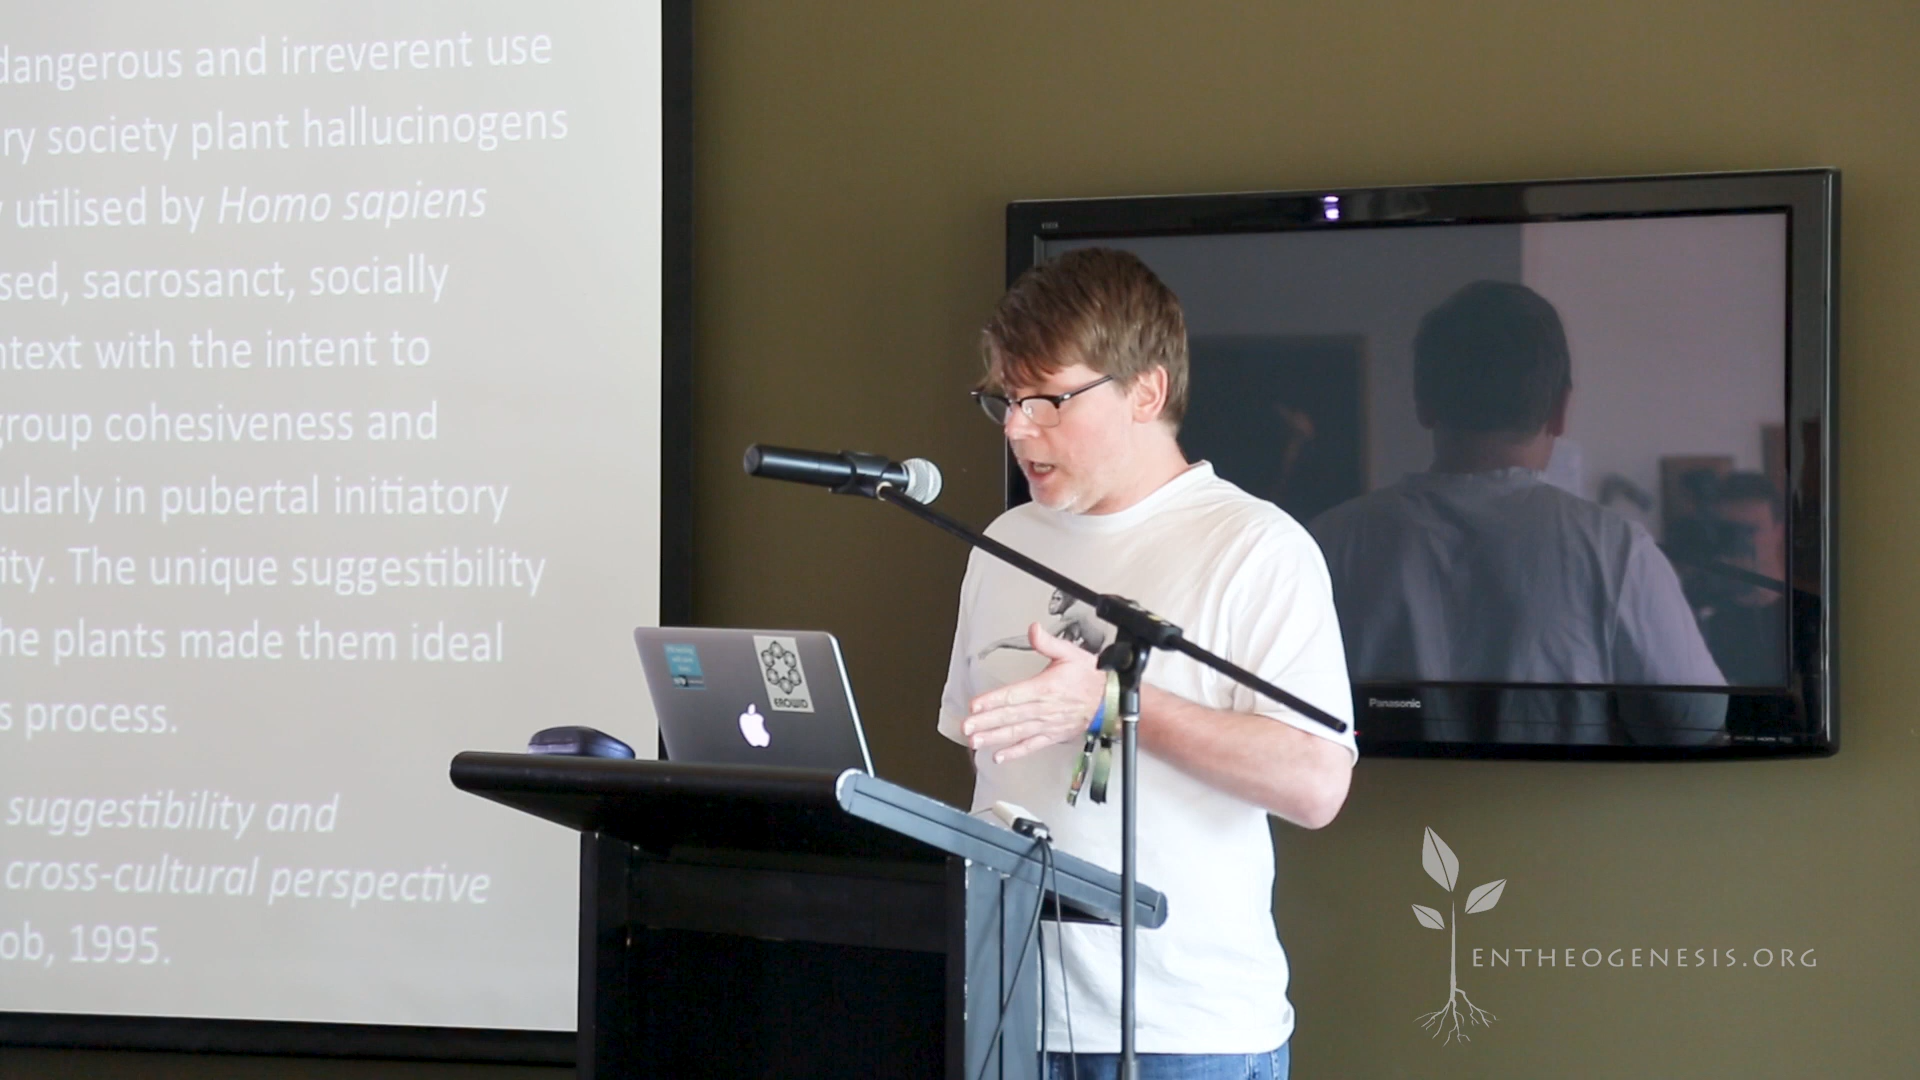 dangerous and irreverent use
ry society plant hallucinogens
y utilised by Homo sapiens
sed, sacrosanct, socially
ntext with the intent to
group cohesiveness and
ularly in pubertal initiatory
ity. The unique suggestibility
he plants made them ideal
s process.
suggestibility and
cross-cultural perspective
ob, 1995.
EROWID
Panasonic
ENTHEOGENESIS.ORG